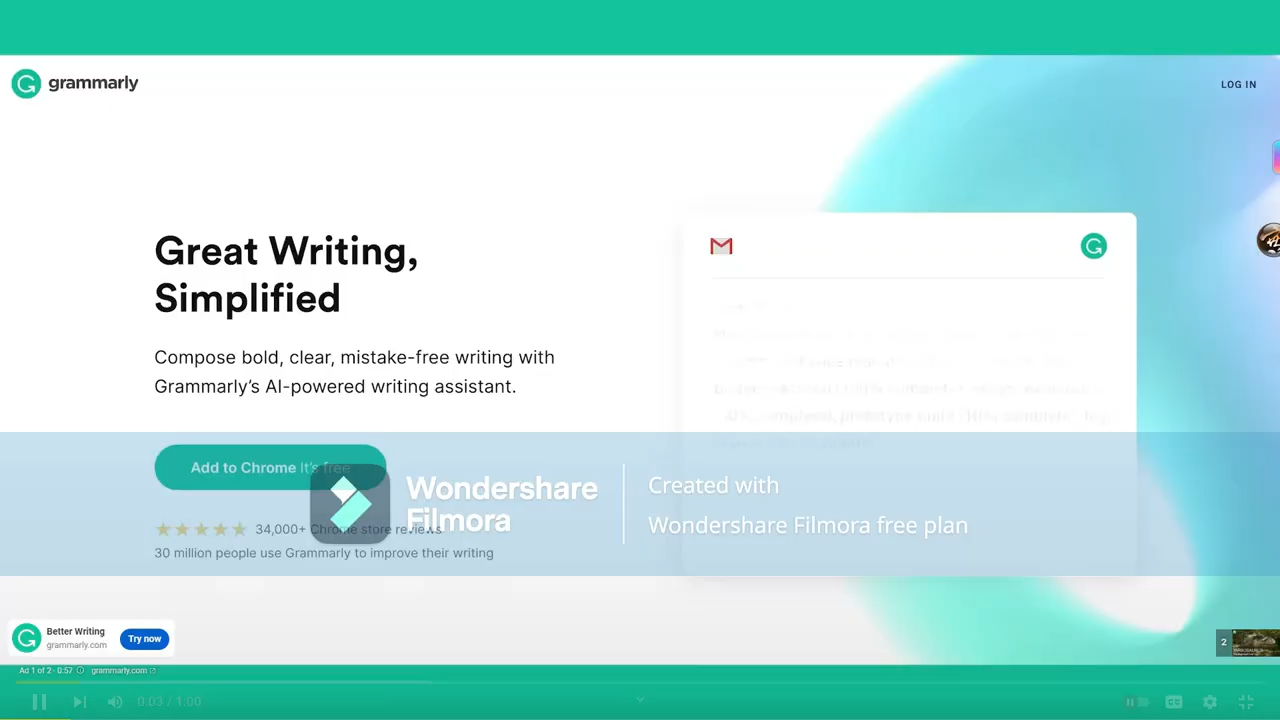 grammarly
LOG IN
Great Writing,
Simplified
Compose bold, clear, mistake-free writing with
Grammarly's AI-powered writing assistant.
Add to Chrome It's free
34,000+ Chrome store reviews
30 million people use Grammarly to improve their writing
Wondershare
Filmora
Created with
Wondershare Filmora free plan
Better Writing
grammarly.com
Try now
2
Ad 1 of 2 · 0:57 grammarly.com
0:03 / 1:00
CC